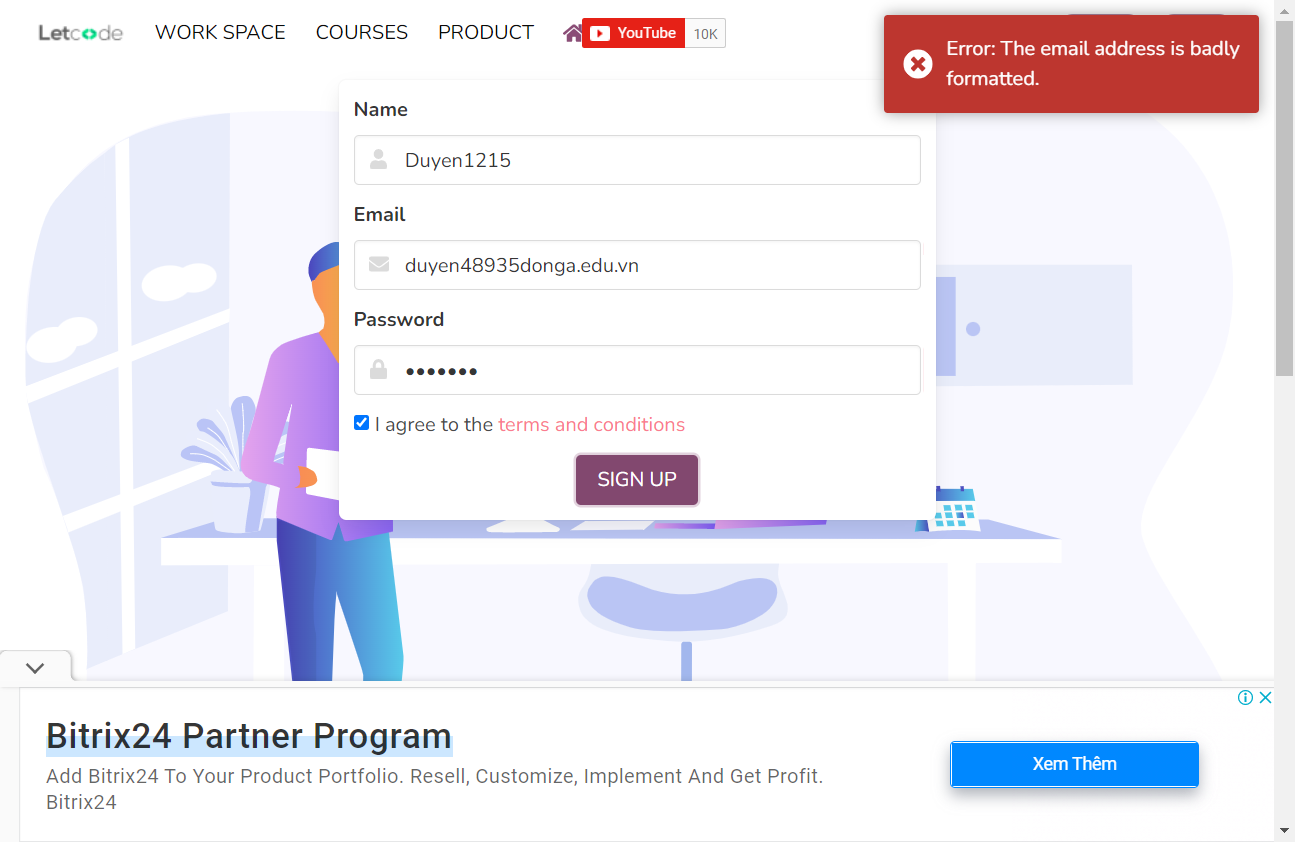 Letcode WORK SPACE COURSES PRODUCT YouTube 10K
Error: The email address is badly
formatted.
Name
Duyen1215
Email
duyen48935donga.edu.vn
Password
•••••••
I agree to the terms and conditions
SIGN UP
Bitrix24 Partner Program
Add Bitrix24 To Your Product Portfolio. Resell, Customize, Implement And Get Profit.
Bitrix24
Xem Thêm